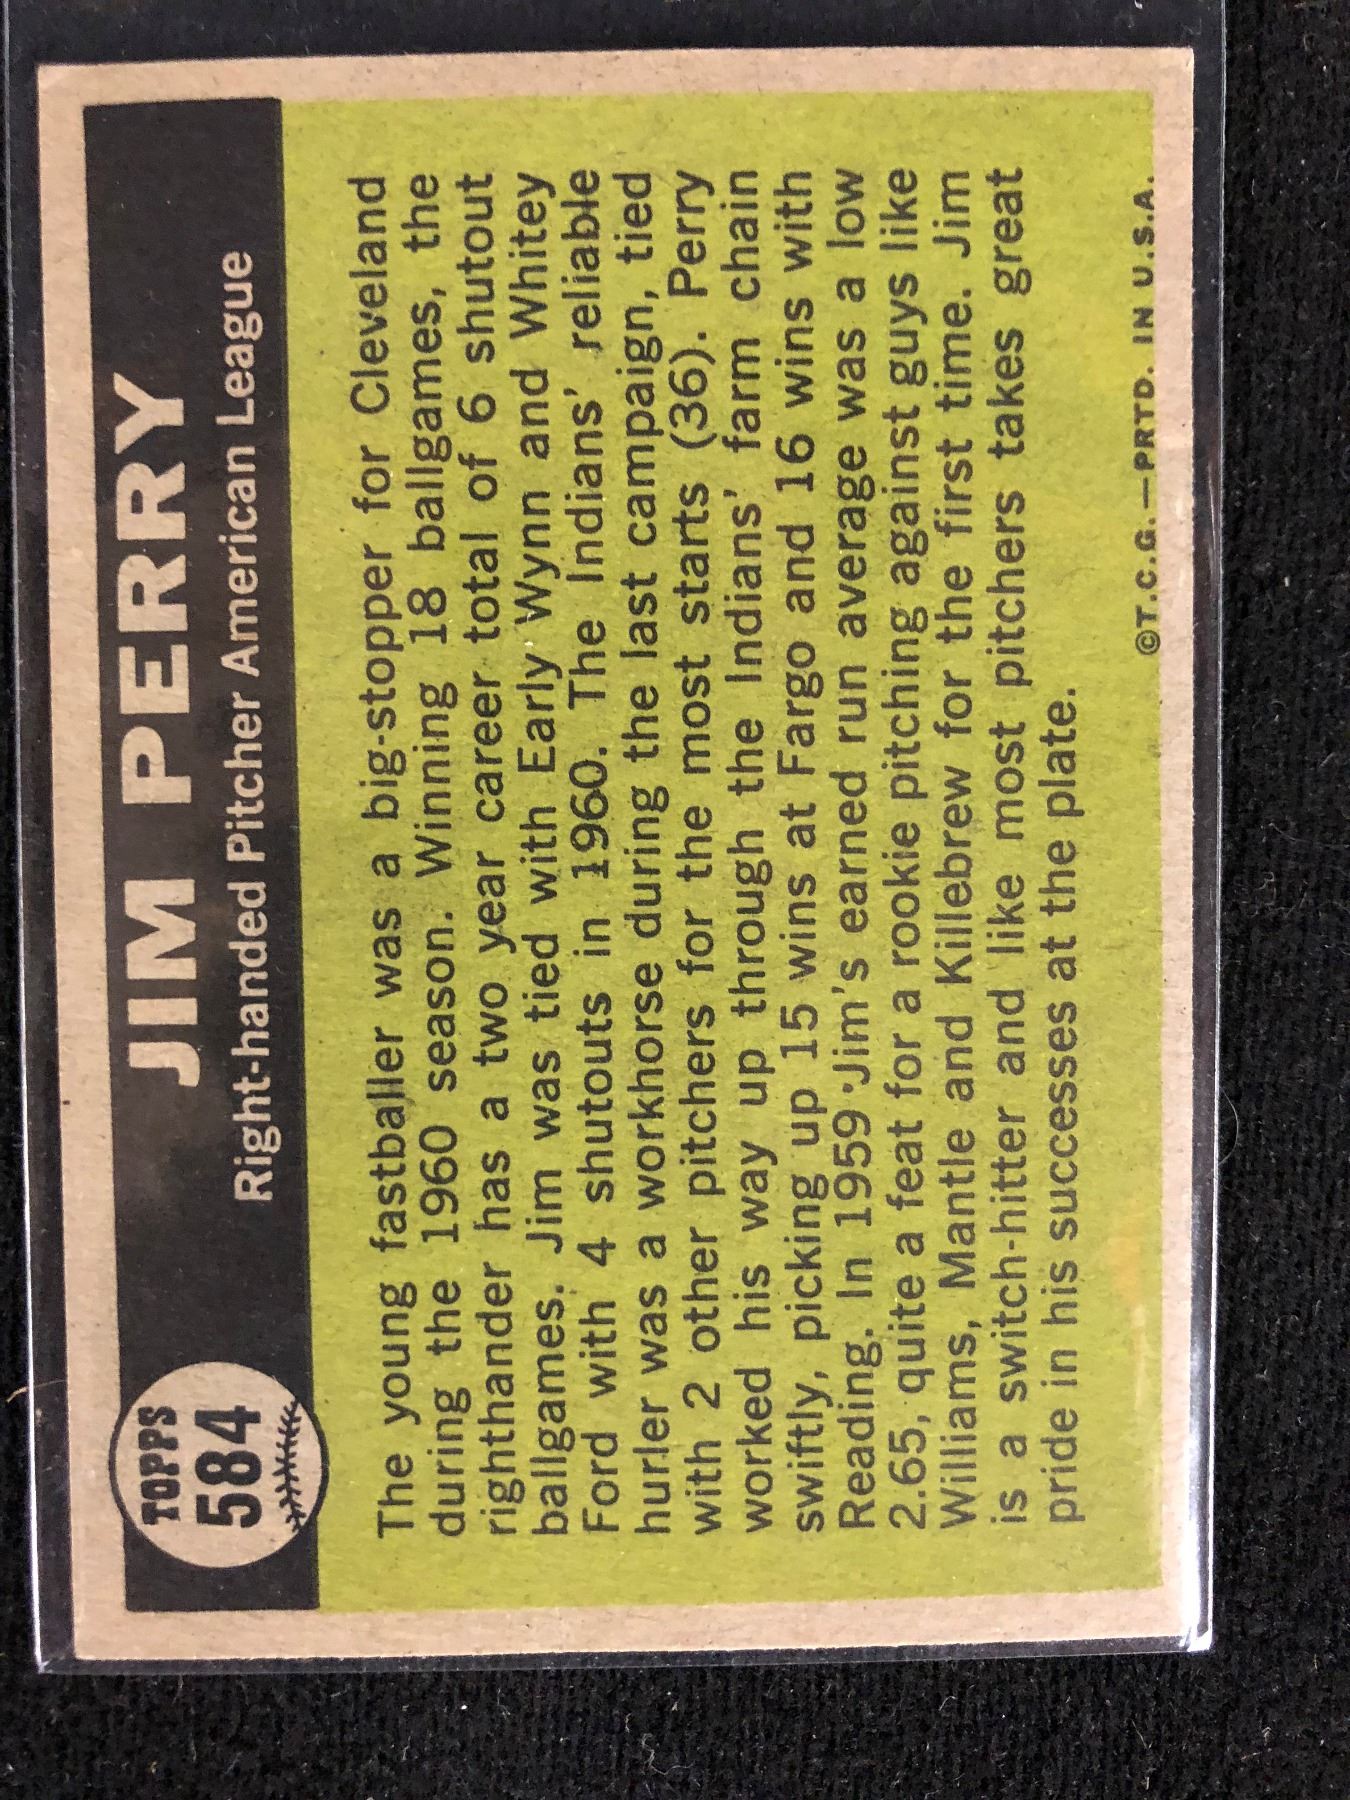 TOPPS
584
JIM PERRY
Right-handed Pitcher American League
The young fastballer was a big-stopper for Cleveland
during the 1960 season. Winning 18 ballgames, the
righthander has a two year career total of 6 shutout
ballgames. Jim was tied with Early Wynn and Whitey
Ford with 4 shutouts in 1960. The Indians' reliable
hurler was a workhorse during the last campaign, tied
with 2 other pitchers for the most starts (36). Perry
worked his way up through the Indians' farm chain
swiftly, picking up 15 wins at Fargo and 16 wins with
Reading. In 1959 Jim's earned run average was a low
2.65, quite a feat for a rookie pitching against guys like
Williams, Mantle and Killebrew for the first time. Jim
is a switch-hitter and like most pitchers takes great
pride in his successes at the plate.
©T.C.G.—PRTD. IN U.S.A.